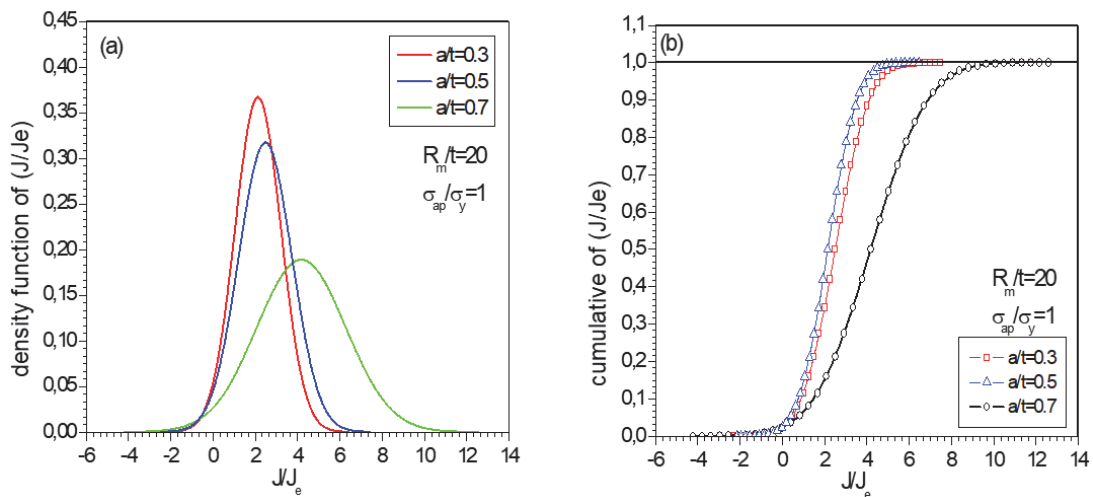 (a)
a/t=0.3
a/t=0.5
a/t=0.7
R_m/t=20
σ_ap/σ_y=1
density function of (J/Je)
0,45
0,40
0,35
0,30
0,25
0,20
0,15
0,10
0,05
0,00
-6 -4 -2 0 2 4 6 8 10 12 14
J/J_e
(b)
cumulative of (J/Je)
1,1
1,0
0,9
0,8
0,7
0,6
0,5
0,4
0,3
0,2
0,1
0,0
R_m/t=20
σ_ap/σ_y=1
a/t=0.3
a/t=0.5
a/t=0.7
-6 -4 -2 0 2 4 6 8 10 12 14
J/J_e